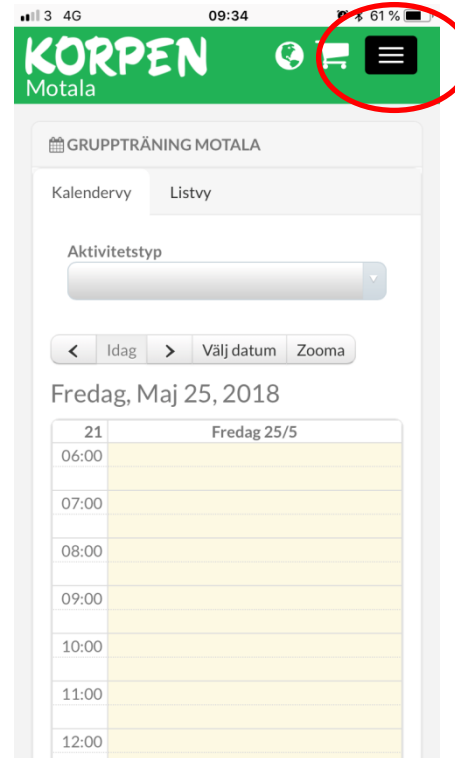 3 4G 09:34 61 %
KORPEN
Motala
GRUPPTRÄNING MOTALA
Kalendervy Listvy
Aktivitetstyp
Idag Välj datum Zooma
Fredag, Maj 25, 2018
21 Fredag 25/5
06:00
07:00
08:00
09:00
10:00
11:00
12:00